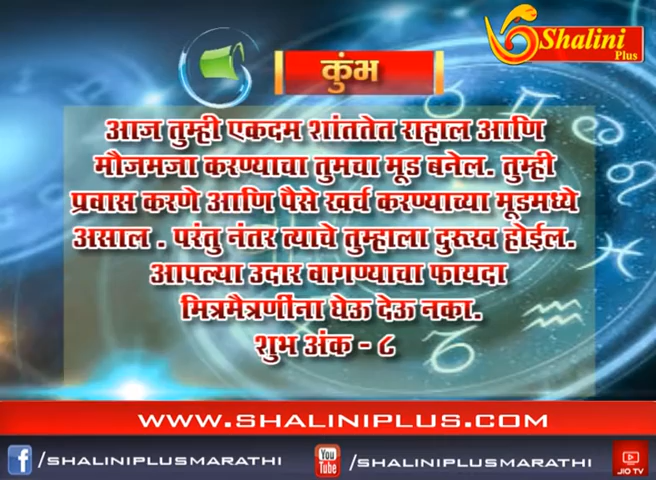 Shalini
Plus
कुंभ
आज तुम्ही एकदम शांततेत राहाल आणि
मौजमजा करण्याचा तुमचा मूड बनेल. तुम्ही
प्रवास करणे आणि पैसे खर्च करण्याच्या मूडमध्ये
असाल . परंतु नंतर त्याचे तुम्हाला दुरुख होईल.
आपल्या उदार वागण्याचा फायदा
मित्रमैत्रणींना घेऊ देऊ नका.
शुभ अंक - ८
WWW.SHALINIPLUS.COM
f /SHALINIPLUSMARATHI
You Tube /SHALINIPLUSMARATHI
JIO TV